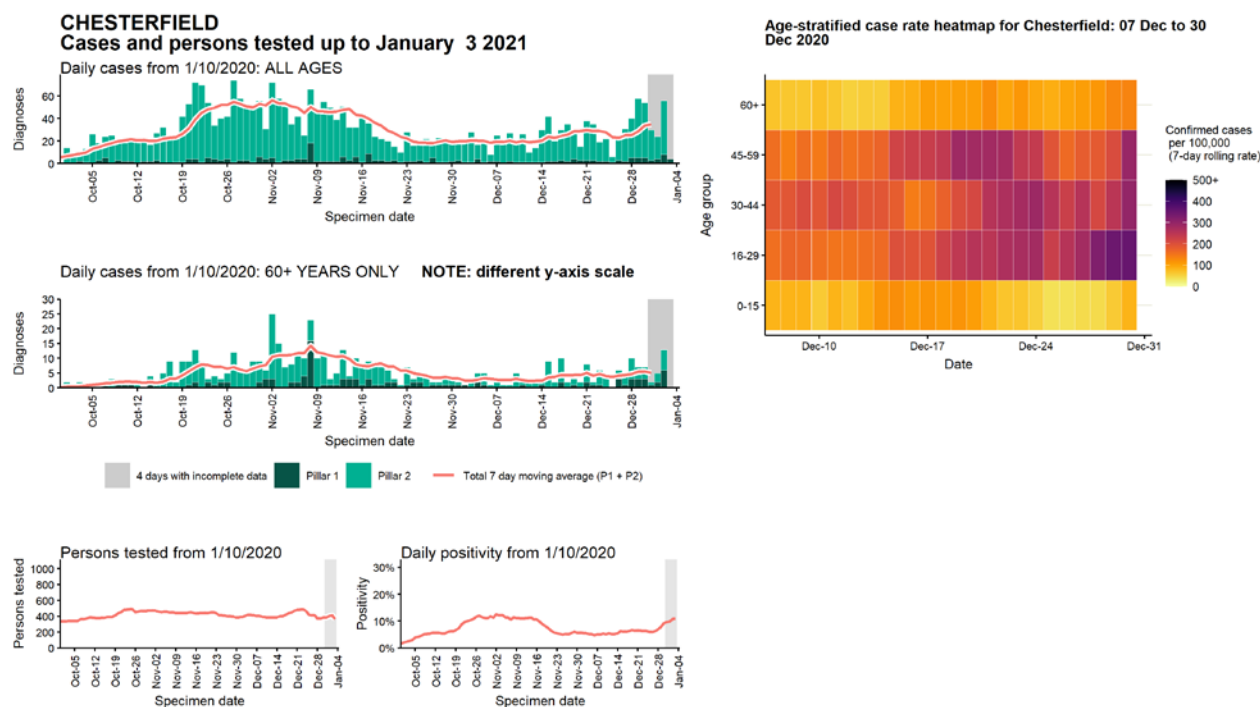 CHESTERFIELD
Cases and persons tested up to January 3 2021
Daily cases from 1/10/2020: ALL AGES
Diagnoses
60
40
20
0
Oct-05 Oct-12 Oct-19 Oct-26 Nov-02 Nov-09 Nov-16 Nov-23 Nov-30 Dec-07 Dec-14 Dec-21 Dec-28 Jan-04
Specimen date
Daily cases from 1/10/2020: 60+ YEARS ONLY NOTE: different y-axis scale
Diagnoses
30
25
20
15
10
5
0
Oct-05 Oct-12 Oct-19 Oct-26 Nov-02 Nov-09 Nov-16 Nov-23 Nov-30 Dec-07 Dec-14 Dec-21 Dec-28 Jan-04
Specimen date
4 days with incomplete data Pillar 1 Pillar 2 Total 7 day moving average (P1 + P2)
Persons tested from 1/10/2020
Persons tested
1000
800
600
400
200
0
Oct-05 Oct-12 Oct-19 Oct-26 Nov-02 Nov-09 Nov-16 Nov-23 Nov-30 Dec-07 Dec-14 Dec-21 Dec-28 Jan-04
Specimen date
Daily positivity from 1/10/2020
Positivity
30%
20%
10%
0%
Oct-05 Oct-12 Oct-19 Oct-26 Nov-02 Nov-09 Nov-16 Nov-23 Nov-30 Dec-07 Dec-14 Dec-21 Dec-28 Jan-04
Specimen date
Age-stratified case rate heatmap for Chesterfield: 07 Dec to 30
Dec 2020
Age group
60+
45-59
30-44
16-29
0-15
Dec-10 Dec-17 Dec-24 Dec-31
Date
Confirmed cases
per 100,000
(7-day rolling rate)
500+
400
300
200
100
0